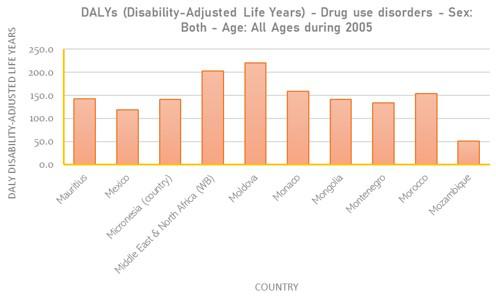 DALYs (Disability-Adjusted Life Years) - Drug use disorders - Sex:
Both - Age: All Ages during 2005
DALY DISABILITY-ADJUSTED LIFE YEARS
250.0
200.0
150.0
100.0
50.0
0.0
Mauritius
Mexico
Micronesia (country)
Middle East & North Africa (WB)
Moldova
Monaco
Mongolia
Montenegro
Morocco
Mozambique
COUNTRY